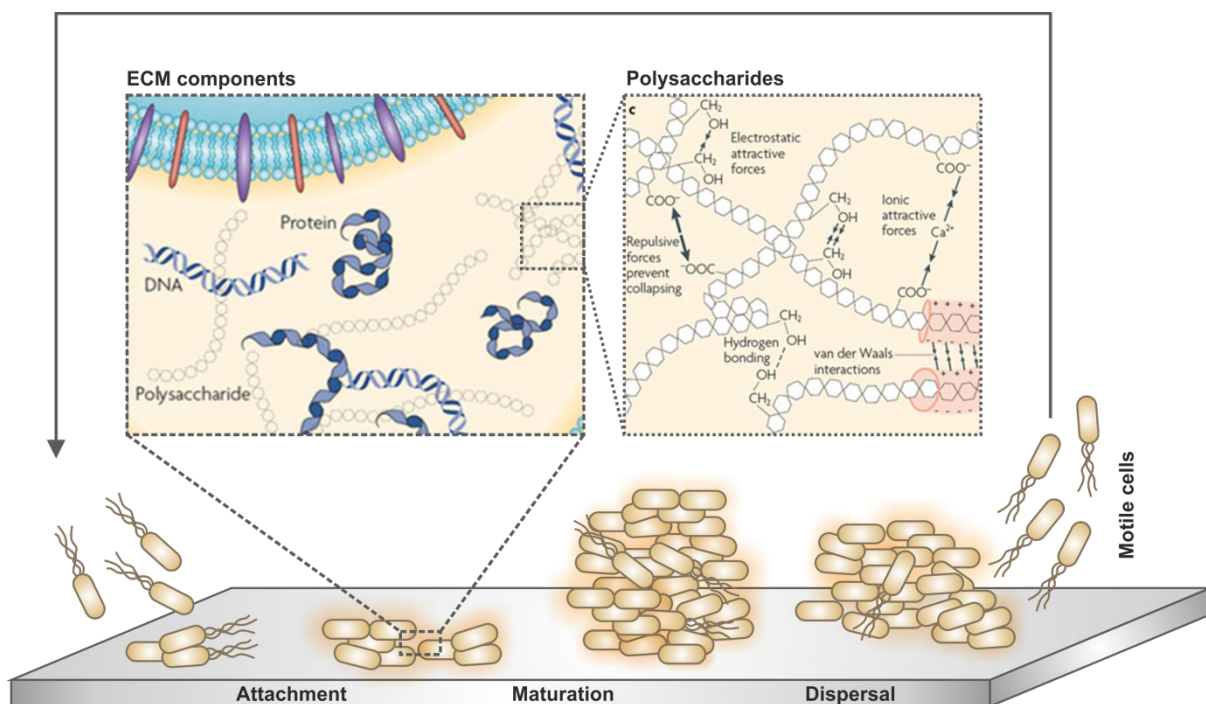 ECM components
Polysaccharides
Protein
DNA
Polysaccharide
c
CH₂
OH
CH₂
OH
Electrostatic
attractive
forces
COO⁻
Repulsive
forces
prevent
collapsing
⁻OOC
CH₂
OH
CH₂
OH
COO⁻
Ionic
attractive
forces
Ca²⁺
COO⁻
CH₂
OH
Hydrogen
bonding
OH
CH₂
van der Waals
interactions
+ + + + +
- - - - -
+ + + + +
- - - - -
Motile cells
Attachment
Maturation
Dispersal